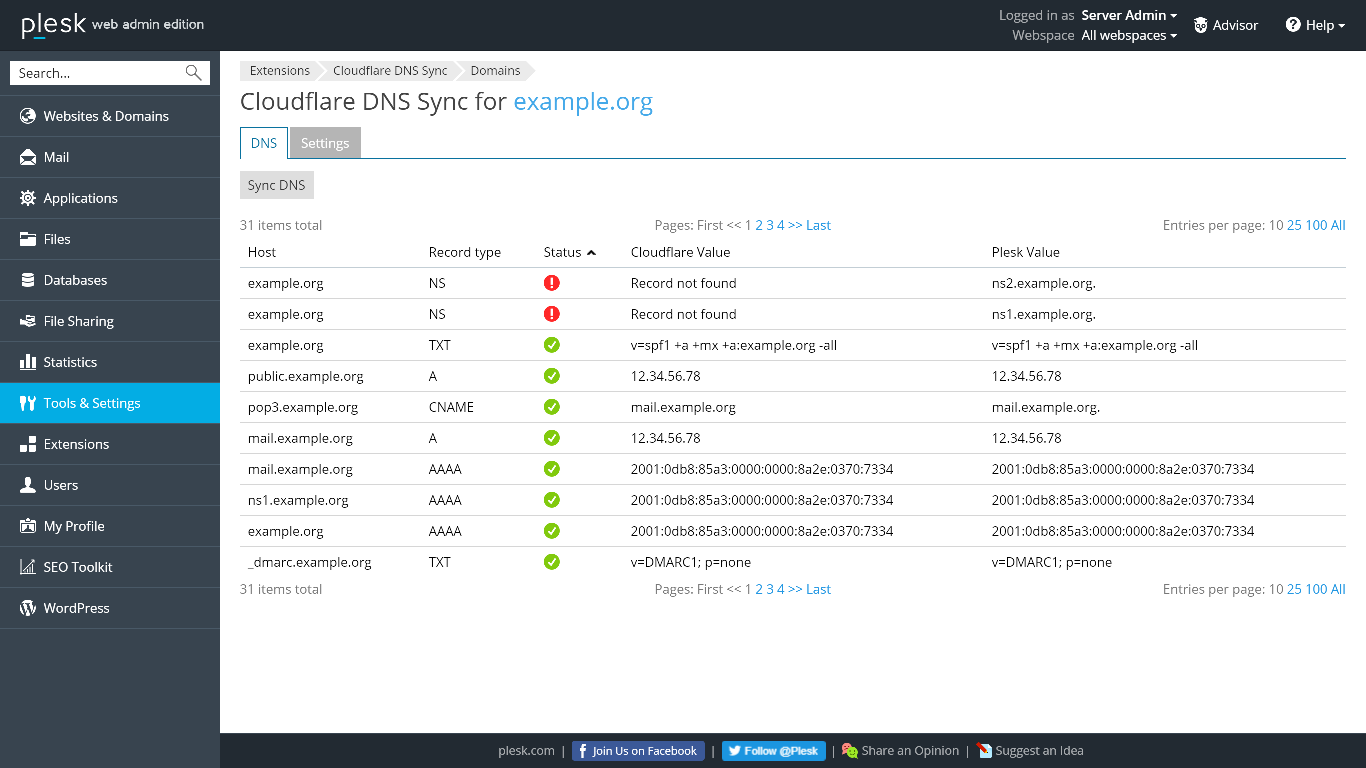 plesk web admin edition
Logged in as Server Admin
Webspace All webspaces
Advisor
Help
Search...
Websites & Domains
Mail
Applications
Files
Databases
File Sharing
Statistics
Tools & Settings
Extensions
Users
My Profile
SEO Toolkit
WordPress
Extensions Cloudflare DNS Sync Domains
Cloudflare DNS Sync for example.org
DNS Settings
Sync DNS
31 items total Pages: First << 1 2 3 4 >> Last Entries per page: 10 25 100 All
Host Record type Status Cloudflare Value Plesk Value
example.org NS Record not found ns2.example.org.
example.org NS Record not found ns1.example.org.
example.org TXT v=spf1 +a +mx +a:example.org -all v=spf1 +a +mx +a:example.org -all
public.example.org A 12.34.56.78 12.34.56.78
pop3.example.org CNAME mail.example.org mail.example.org.
mail.example.org A 12.34.56.78 12.34.56.78
mail.example.org AAAA 2001:0db8:85a3:0000:0000:8a2e:0370:7334 2001:0db8:85a3:0000:0000:8a2e:0370:7334
ns1.example.org AAAA 2001:0db8:85a3:0000:0000:8a2e:0370:7334 2001:0db8:85a3:0000:0000:8a2e:0370:7334
example.org AAAA 2001:0db8:85a3:0000:0000:8a2e:0370:7334 2001:0db8:85a3:0000:0000:8a2e:0370:7334
_dmarc.example.org TXT v=DMARC1; p=none v=DMARC1; p=none
31 items total Pages: First << 1 2 3 4 >> Last Entries per page: 10 25 100 All
plesk.com | Join Us on Facebook | Follow @Plesk | Share an Opinion | Suggest an Idea